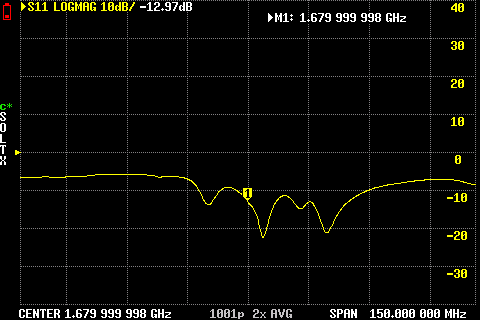 S11 LOGMAG 10dB/ -12.97dB
M1: 1.679 999 998 GHz
40
30
20
10
0
-10
-20
-30
C*
S
O
L
T
X
1
CENTER 1.679 999 998 GHz 1001p 2x AVG SPAN 150.000 000 MHz